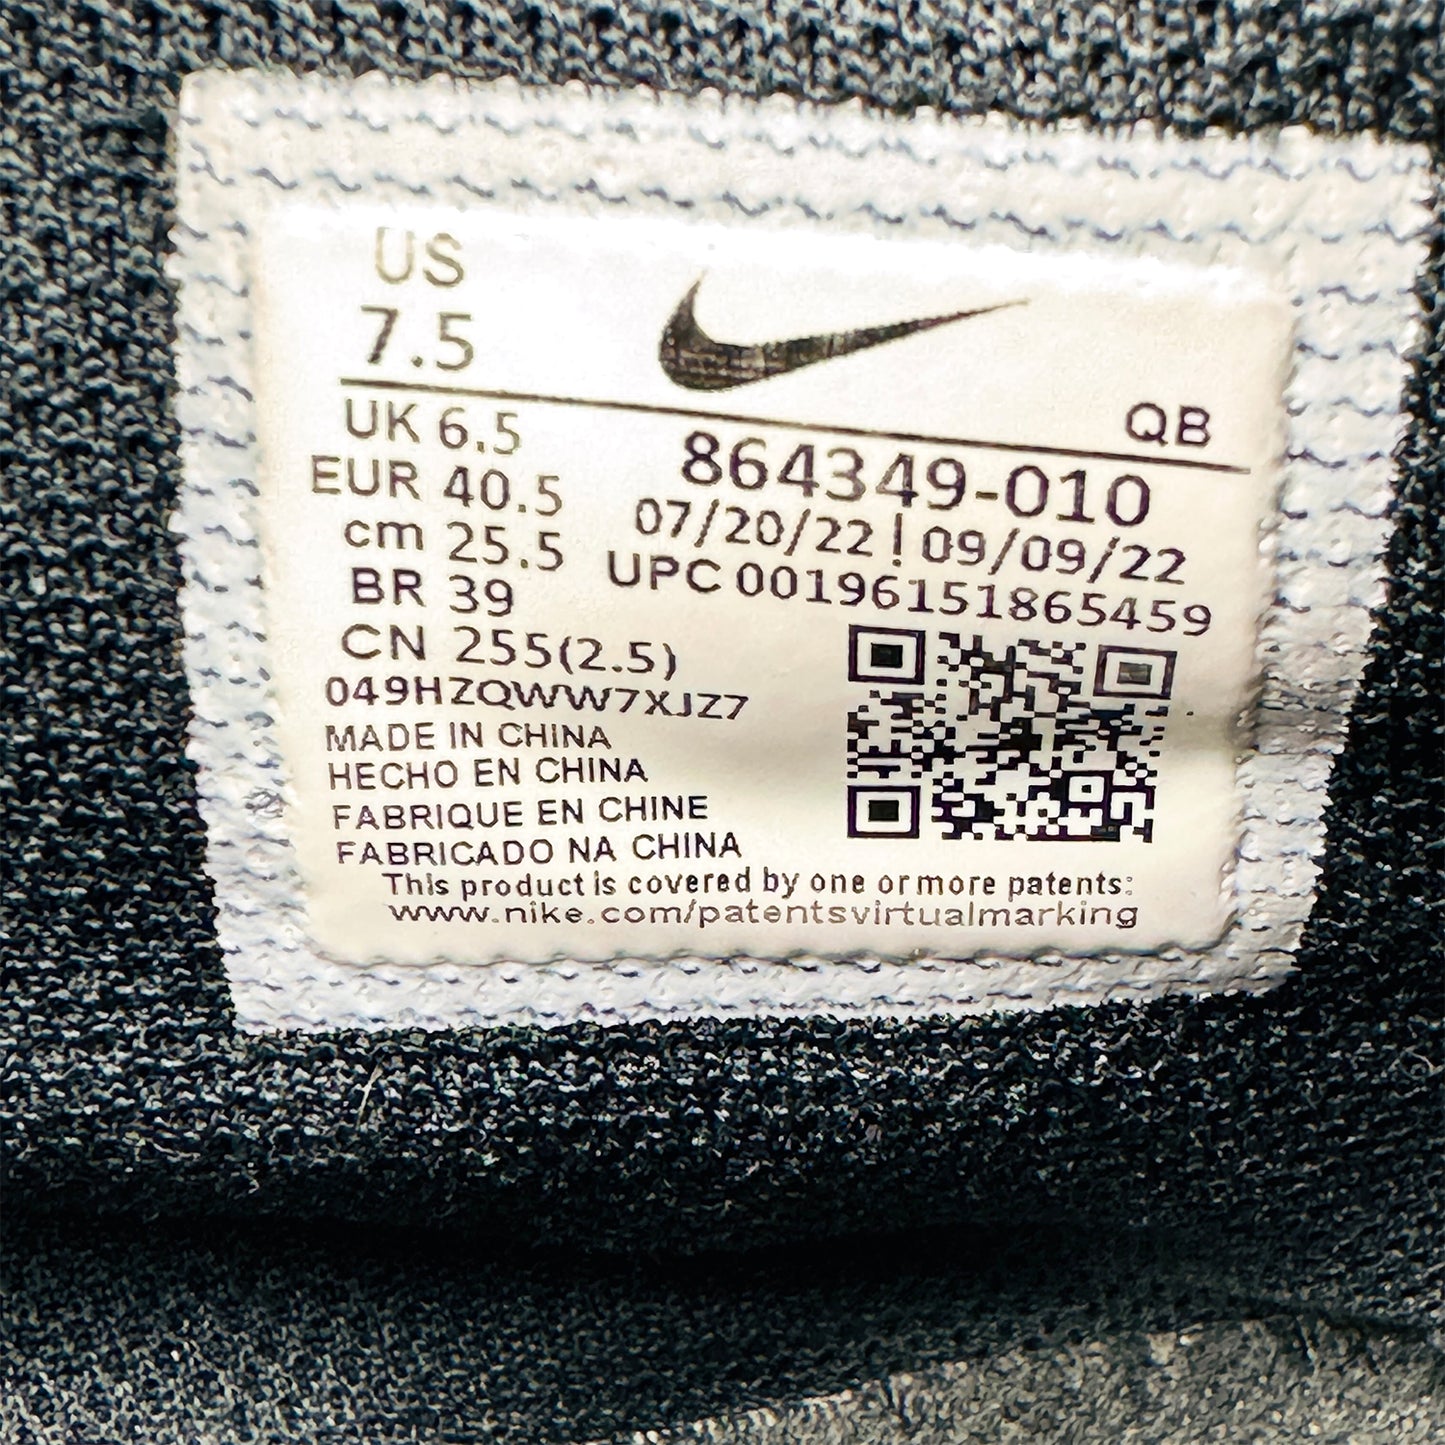 US
7.5
QB
UK 6.5
EUR 40.5
cm 25.5
BR 39
CN 255(2.5)
864349-010
07/20/22 | 09/09/22
UPC 00196151865459
049HZQWW7XJZ7
MADE IN CHINA
HECHO EN CHINA
FABRIQUE EN CHINE
FABRICADO NA CHINA
This product is covered by one or more patents:
www.nike.com/patentsvirtualmarking